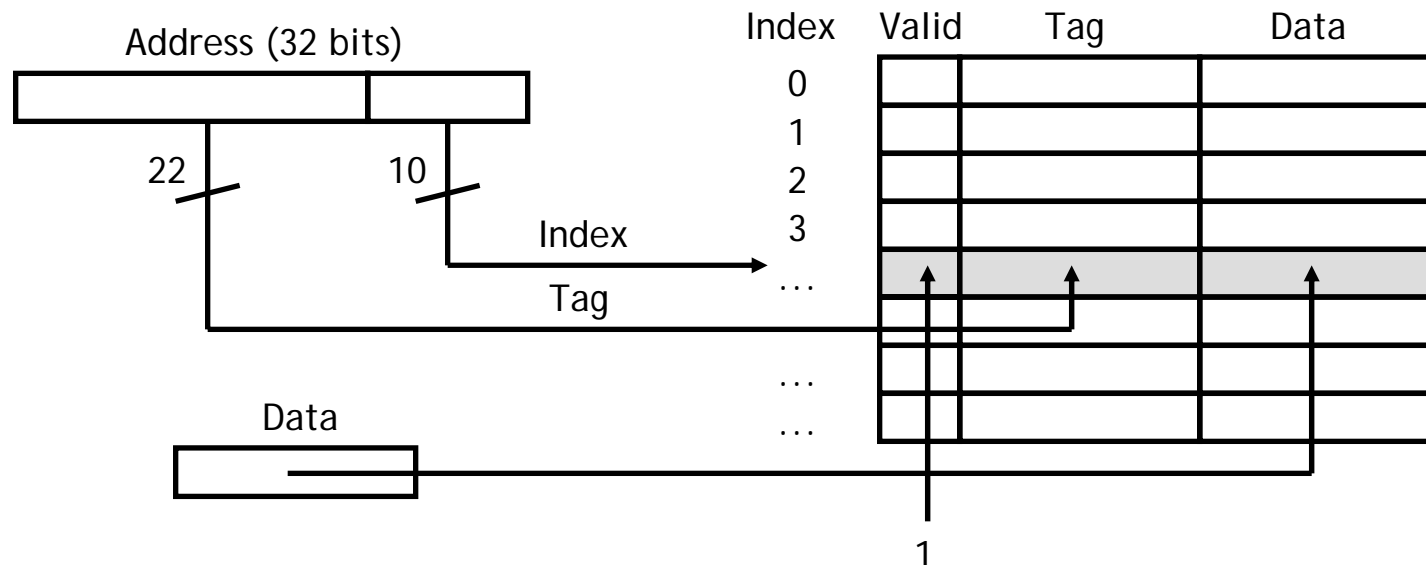 Address (32 bits)
22
10
Index
Tag
Data
Index Valid Tag Data
0
1
2
3
...
...
...
1